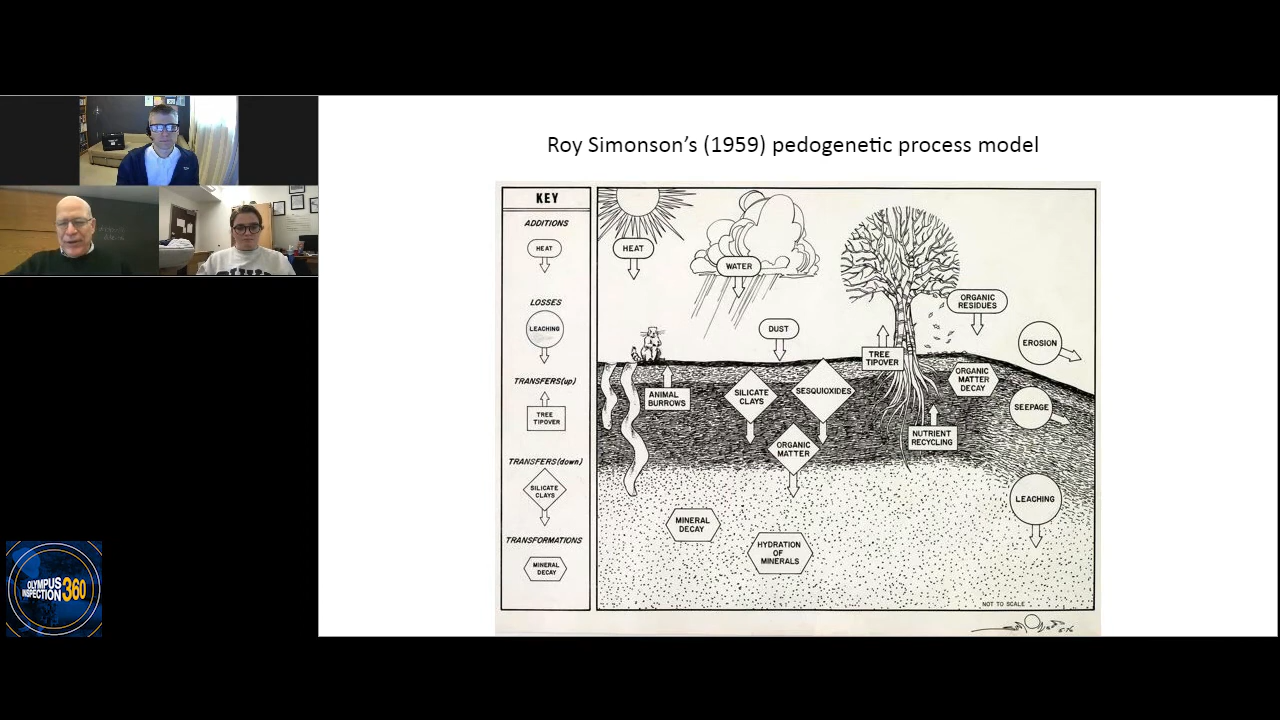 Roy Simonson’s (1959) pedogenetic process model
KEY
ADDITIONS
HEAT
LOSSES
LEACHING
TRANSFERS(up)
TREE
TIPOVER
TRANSFERS(down)
SILICATE
CLAYS
TRANSFORMATIONS
MINERAL
DECAY
HEAT
WATER
DUST
ORGANIC
RESIDUES
EROSION
TREE
TIPOVER
ANIMAL
BURROWS
SILICATE
CLAYS
SESQUIOXIDES
ORGANIC
MATTER
DECAY
SEEPAGE
ORGANIC
MATTER
NUTRIENT
RECYCLING
LEACHING
MINERAL
DECAY
HYDRATION
OF
MINERALS
NOT TO SCALE
OLYMPUS
INSPECTION 360